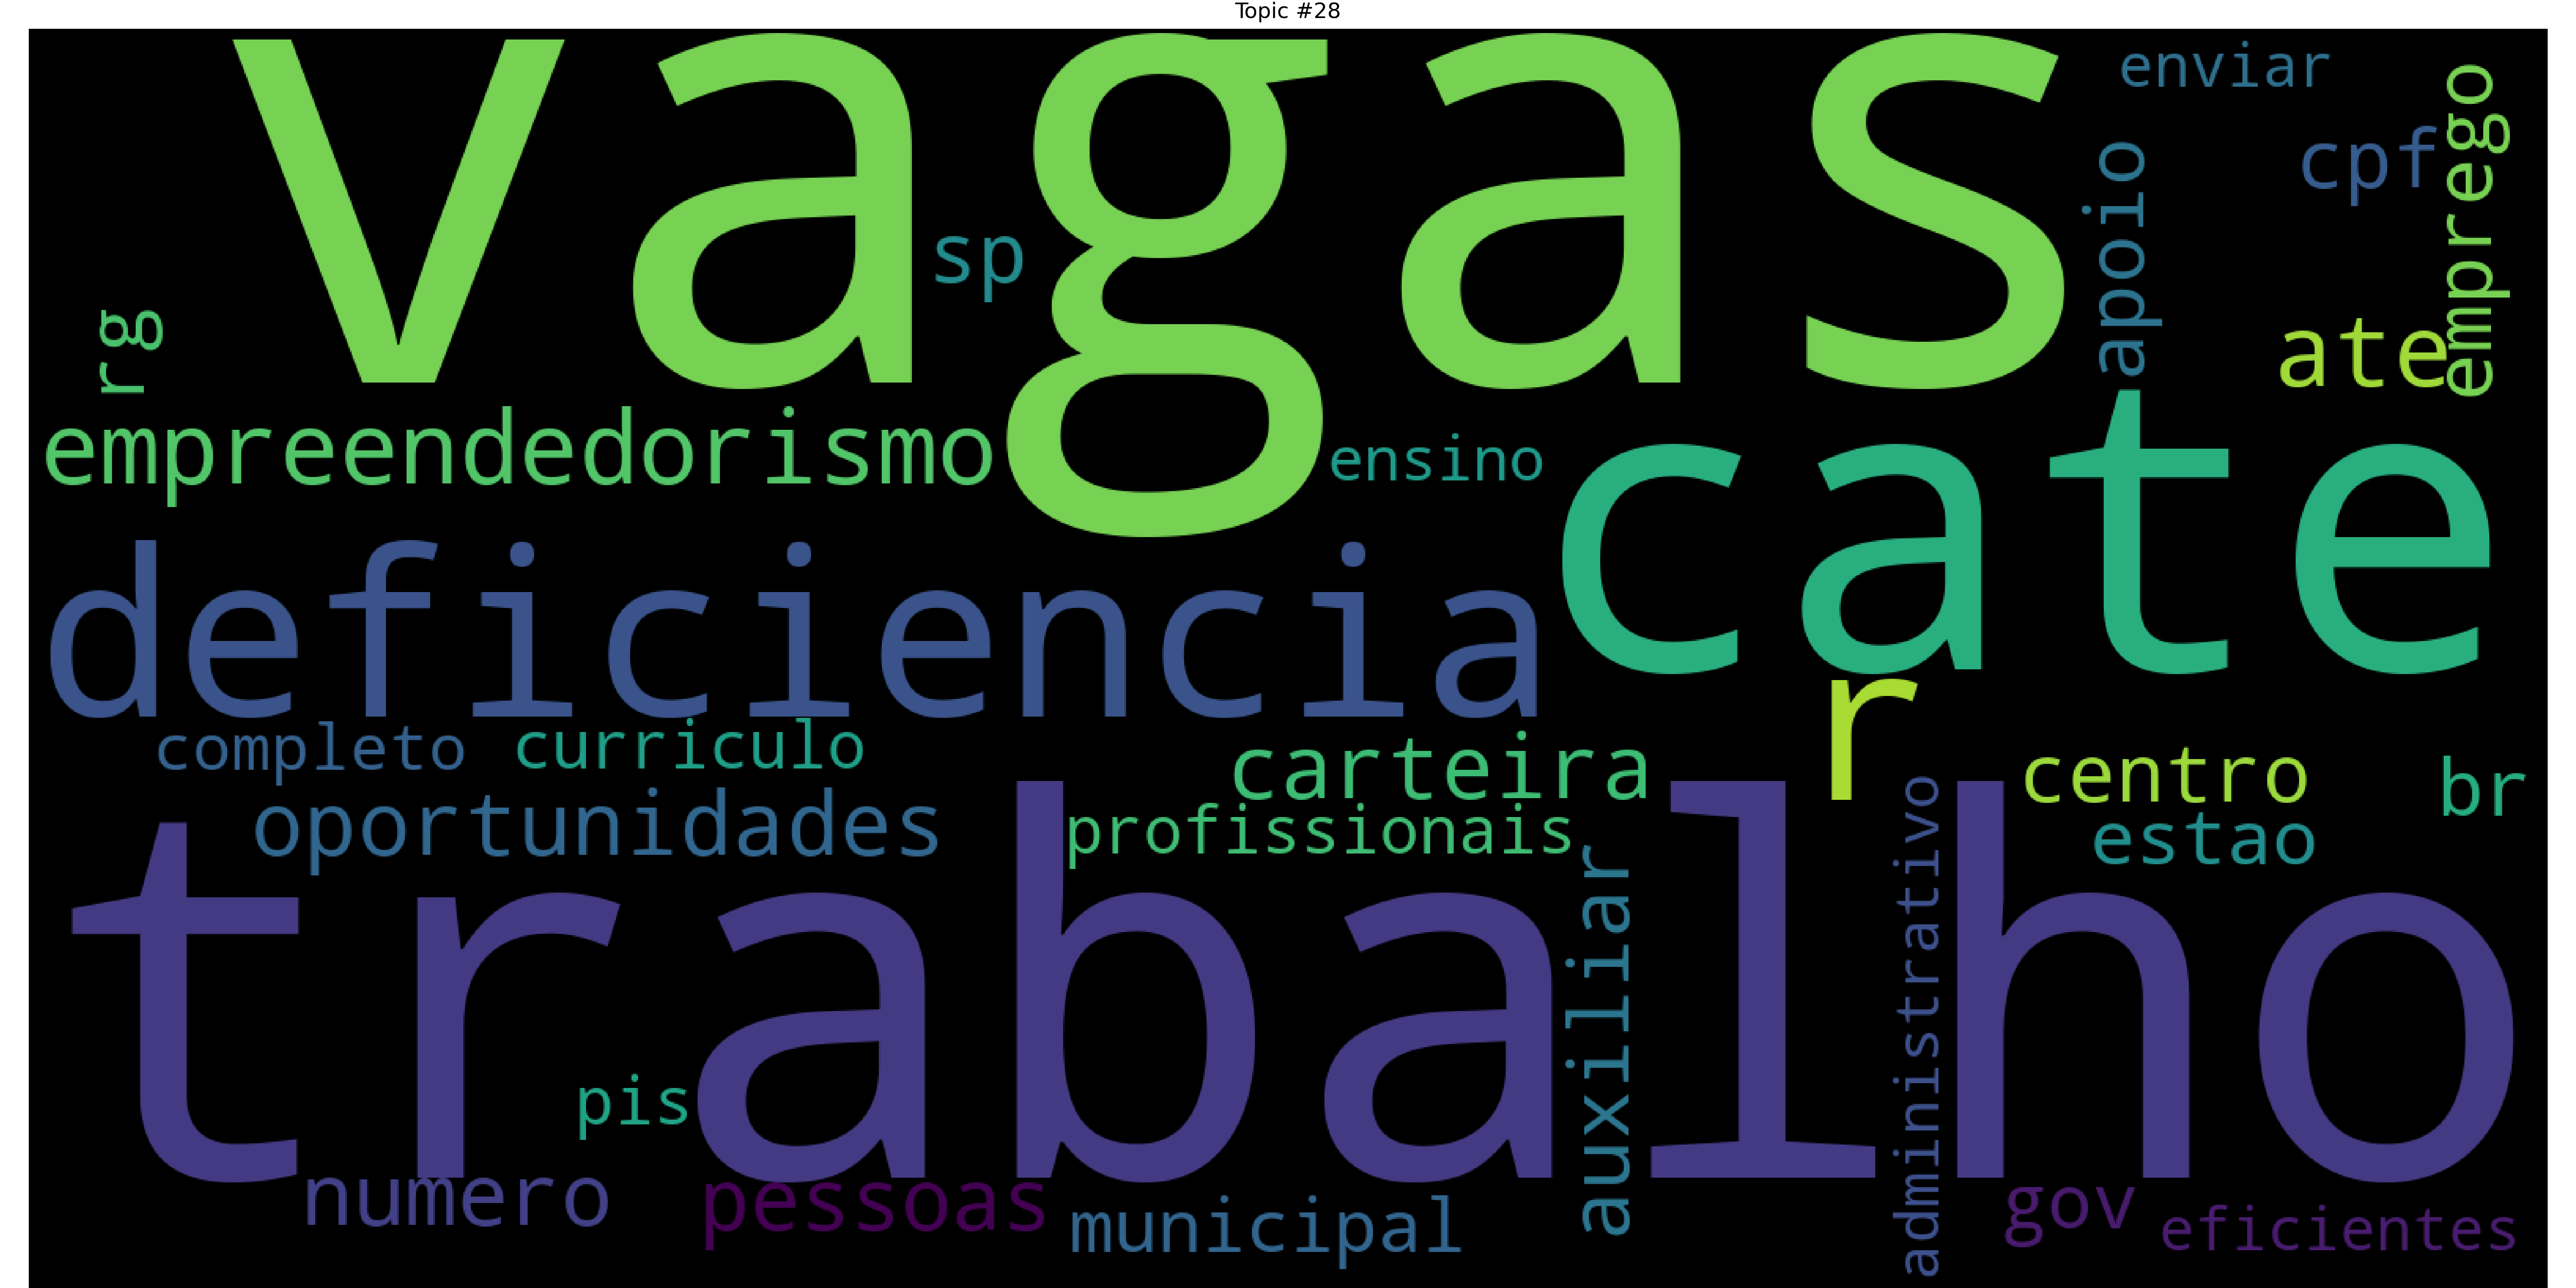 Topic #28
vagas
enviar
emprego
cpf
apoio
sp
rg
ate
empreendedorismo
ensino
cate
deficiencia
r
completo
curriculo
carteira
centro
br
oportunidades
profissionais
estao
trabalho
auxiliar
administrativo
pis
numero
pessoas
municipal
gov
eficientes